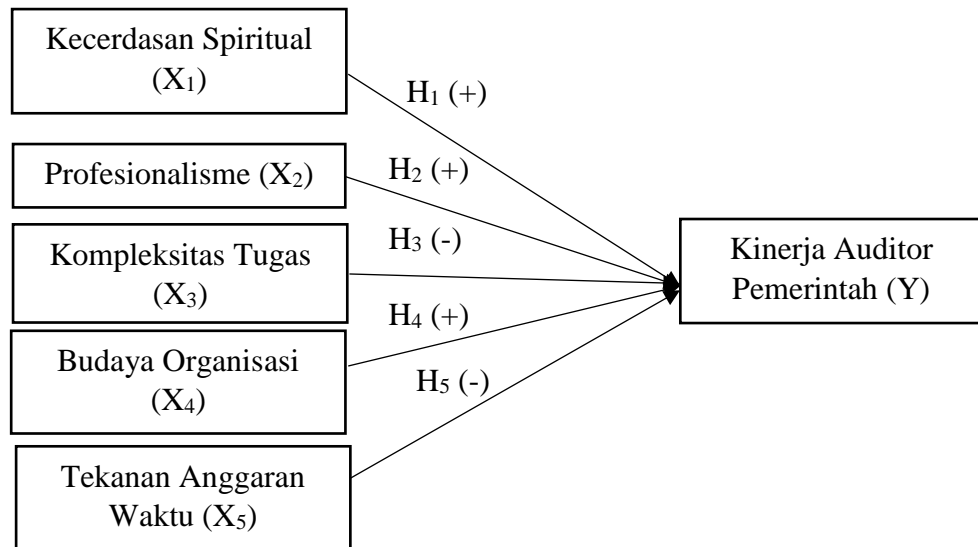 Kecerdasan Spiritual
(X₁)
H₁ (+)
Profesionalisme (X₂)
H₂ (+)
Kompleksitas Tugas
(X₃)
H₃ (-)
Budaya Organisasi
(X₄)
H₄ (+)
Tekanan Anggaran
Waktu (X₅)
H₅ (-)
Kinerja Auditor
Pemerintah (Y)